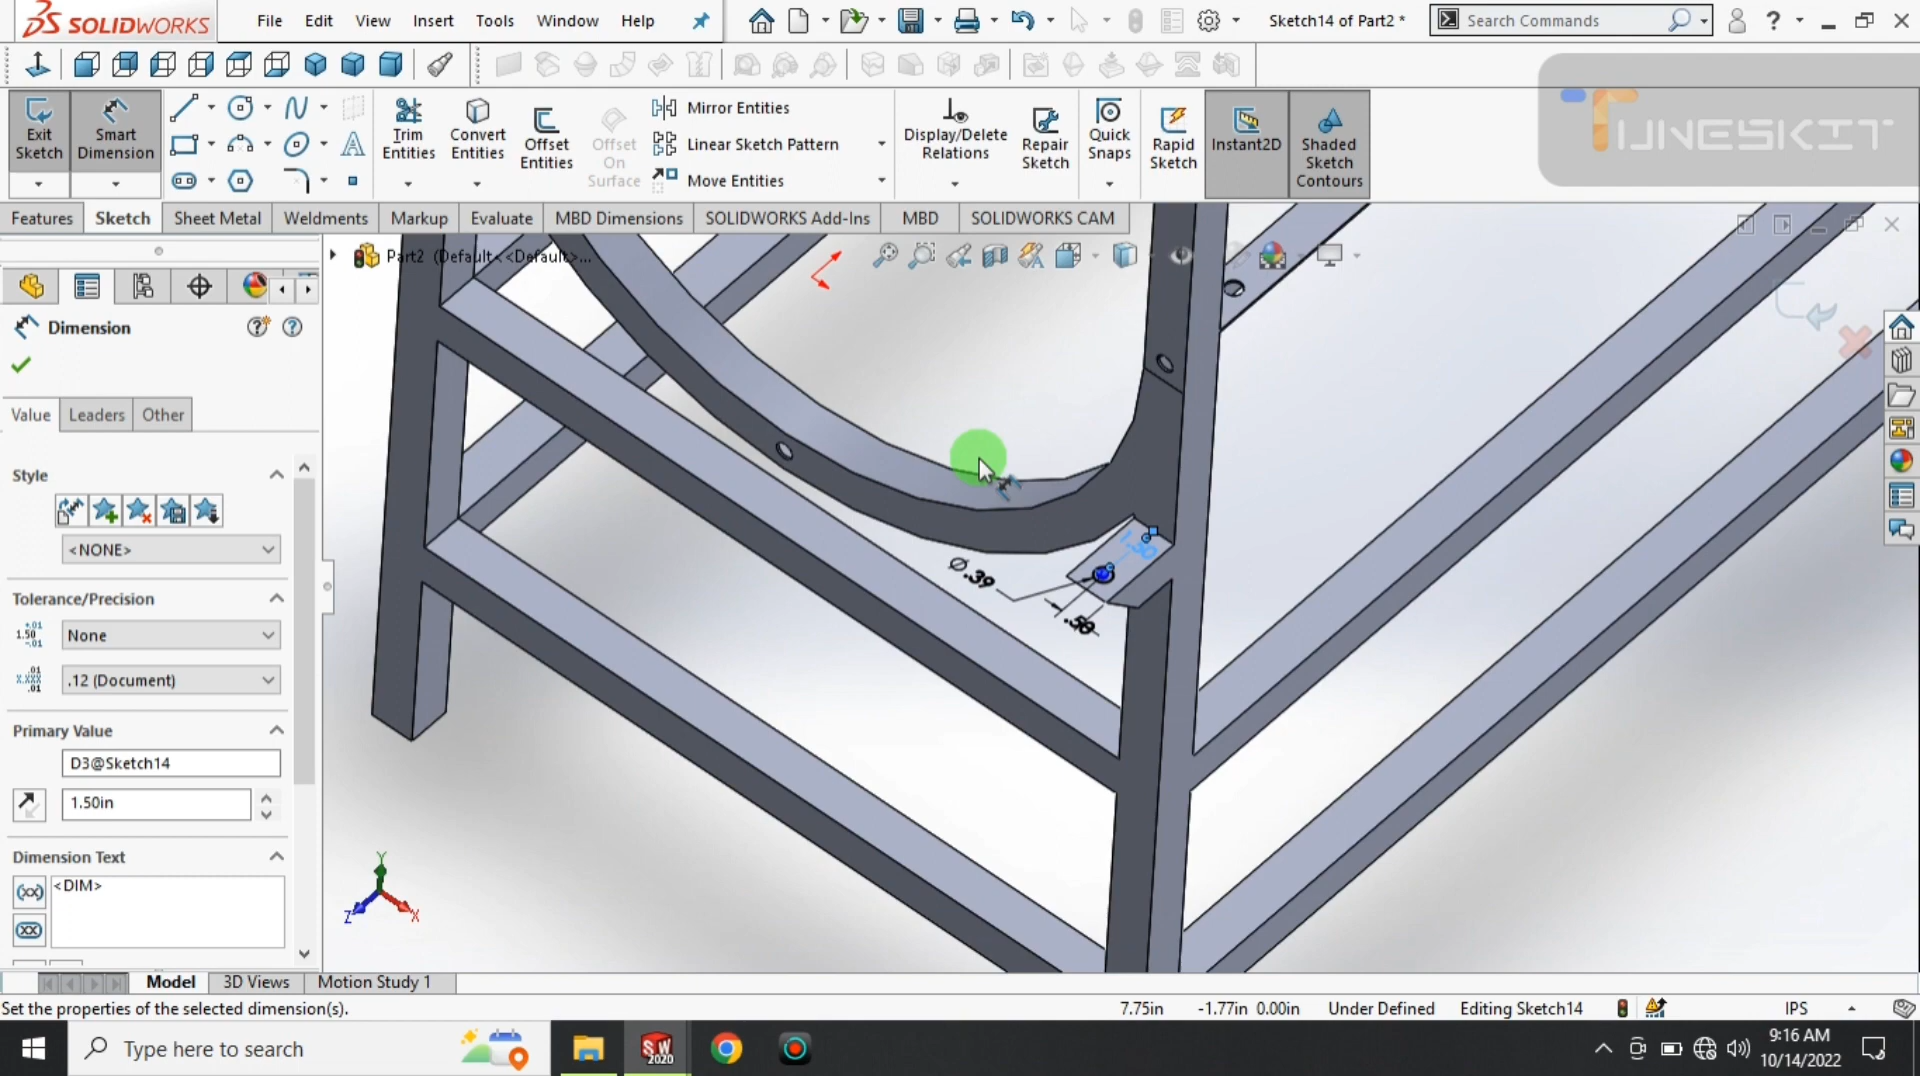 SOLIDWORKS
File Edit View Insert Tools Window Help
Sketch14 of Part2 *
Search Commands
TUNESKIT
Exit Sketch
Smart Dimension
Trim Entities
Convert Entities
Offset Entities
Offset On Surface
Mirror Entities
Linear Sketch Pattern
Move Entities
Display/Delete Relations
Repair Sketch
Quick Snaps
Rapid Sketch
Instant2D
Shaded Sketch Contours
Features Sketch Sheet Metal Weldments Markup Evaluate MBD Dimensions SOLIDWORKS Add-Ins MBD SOLIDWORKS CAM
Part2 (Default<<Default>...
Dimension
Value Leaders Other
Style
<NONE>
Tolerance/Precision
None
.12 (Document)
Primary Value
D3@Sketch14
1.50in
Dimension Text
<DIM>
Ø.39
1.50
.50
Y
Z
X
Model 3D Views Motion Study 1
Set the properties of the selected dimension(s).
7.75in -1.77in 0.00in Under Defined Editing Sketch14 IPS
Type here to search
SW 2020
9:16 AM
10/14/2022